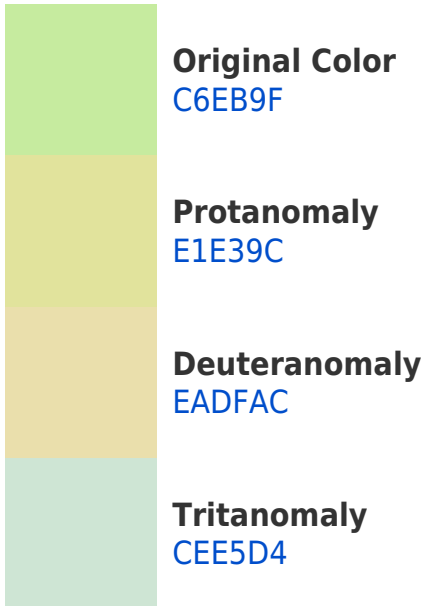 Original Color
C6EB9F
Protanomaly
E1E39C
Deuteranomaly
EADFAC
Tritanomaly
CEE5D4